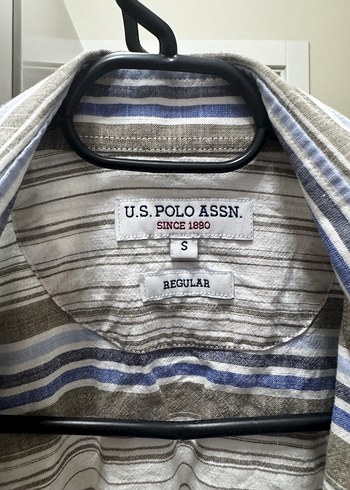 U.S. POLO ASSN.
SINCE 1890
S
REGULAR